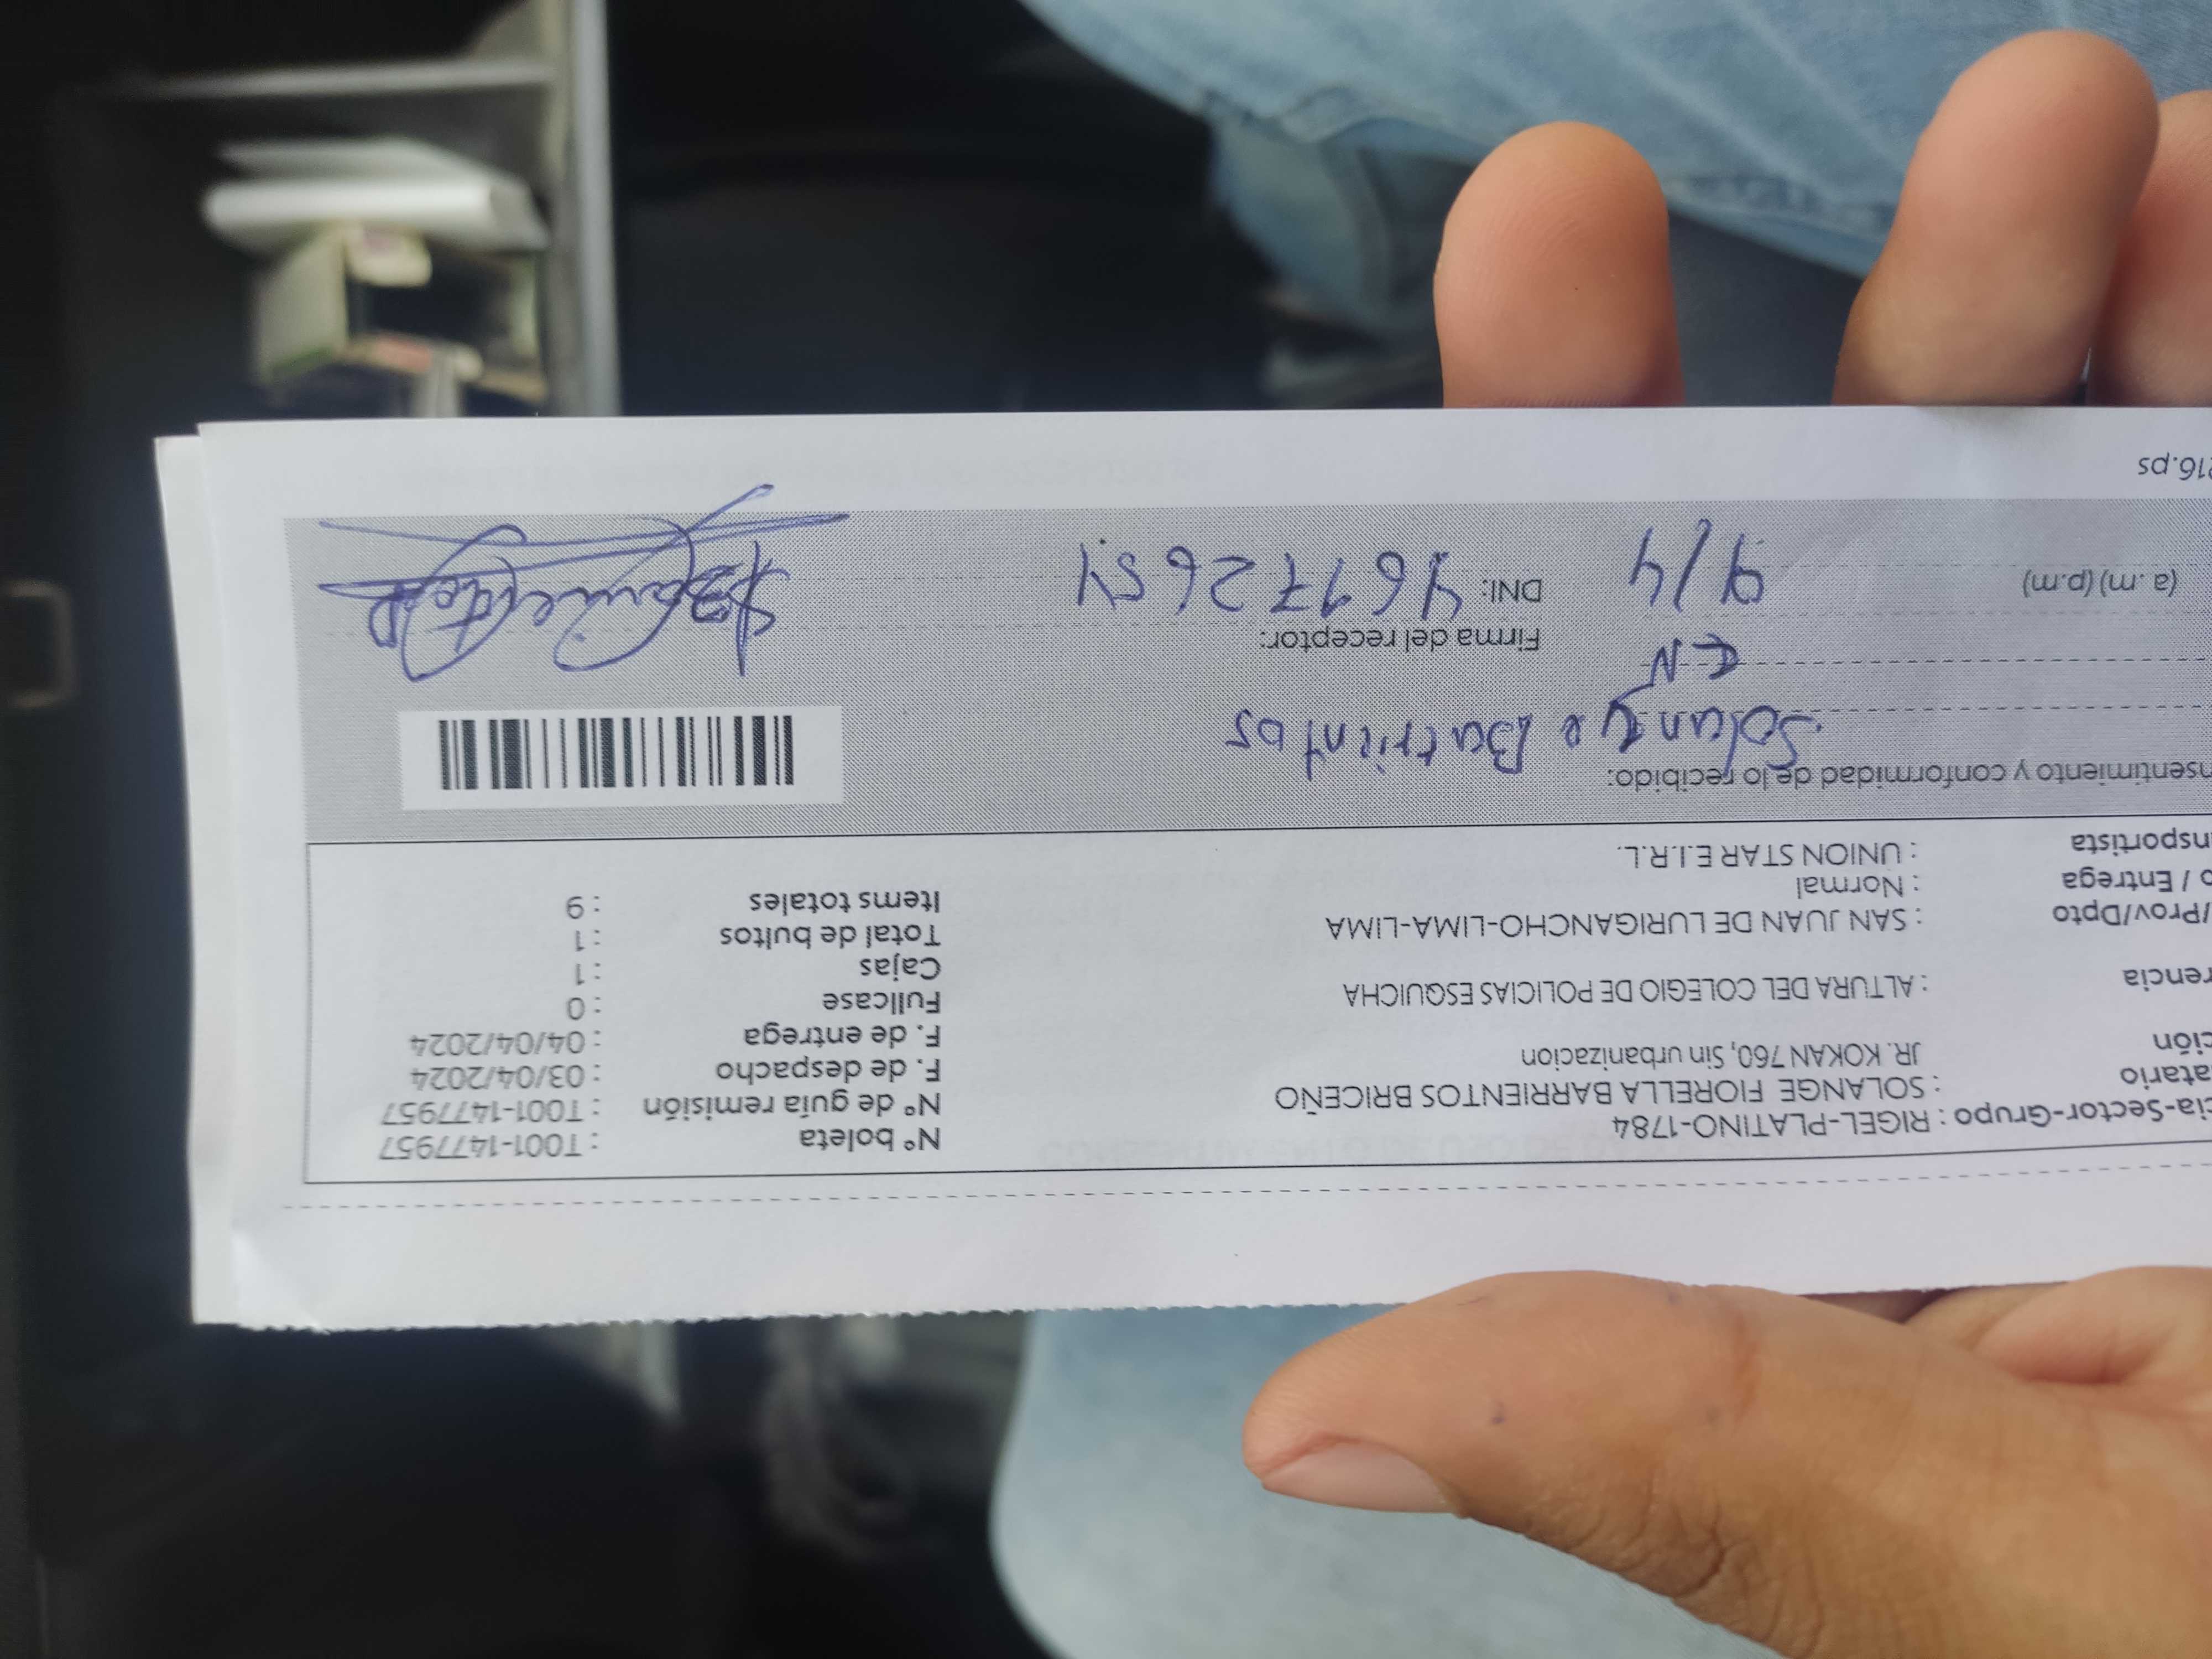 cia-Sector-Grupo : RIGEL-PLATINO-1784
atario : SOLANGE FIORELLA BARRIENTOS BRICEÑO
ción JR. KOKAN 760, Sin urbanizacion
rencia : ALTURA DEL COLEGIO DE POLICIAS ESQUICHA
/Prov/Dpto : SAN JUAN DE LURIGANCHO-LIMA-LIMA
o / Entrega : Normal
nsportista : UNION STAR E.I.R.L.
N° boleta : T001-1477957
N° de guía remisión : T001-1477957
F. de despacho : 03/04/2024
F. de entrega : 04/04/2024
Fullcase : 0
Cajas : 1
Total de bultos : 1
Items totales : 9
nsentimiento y conformidad de lo recibido:
Solange Barrientos
Firma del receptor:
(a.m) (p.m) 9/4 DNI:
216.ps